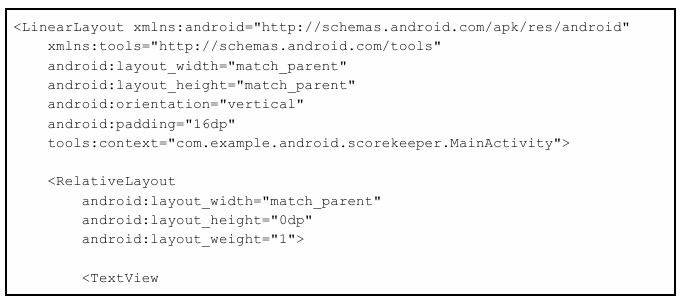 <LinearLayout xmlns:android="http://schemas.android.com/apk/res/android"
    xmlns:tools="http://schemas.android.com/tools"
    android:layout_width="match_parent"
    android:layout_height="match_parent"
    android:orientation="vertical"
    android:padding="16dp"
    tools:context="com.example.android.scorekeeper.MainActivity">

    <RelativeLayout
        android:layout_width="match_parent"
        android:layout_height="0dp"
        android:layout_weight="1">

        <TextView